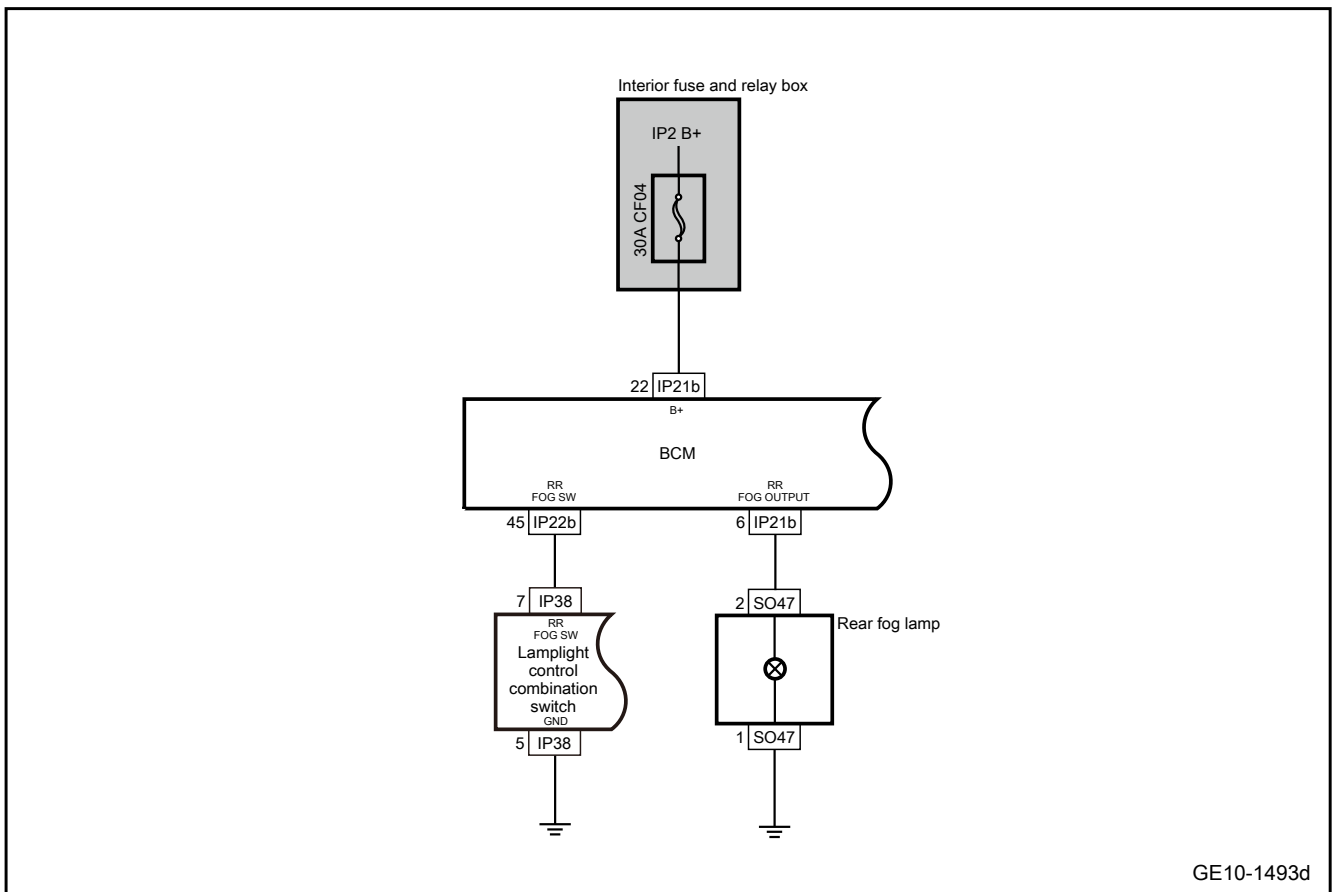 Interior fuse and relay box
IP2 B+
30A CF04
22 IP21b
B+
BCM
RR
FOG SW
RR
FOG OUTPUT
45 IP22b
6 IP21b
7 IP38
2 SO47
RR
FOG SW
Lamplight
control
combination
switch
GND
Rear fog lamp
5 IP38
1 SO47
GE10-1493d